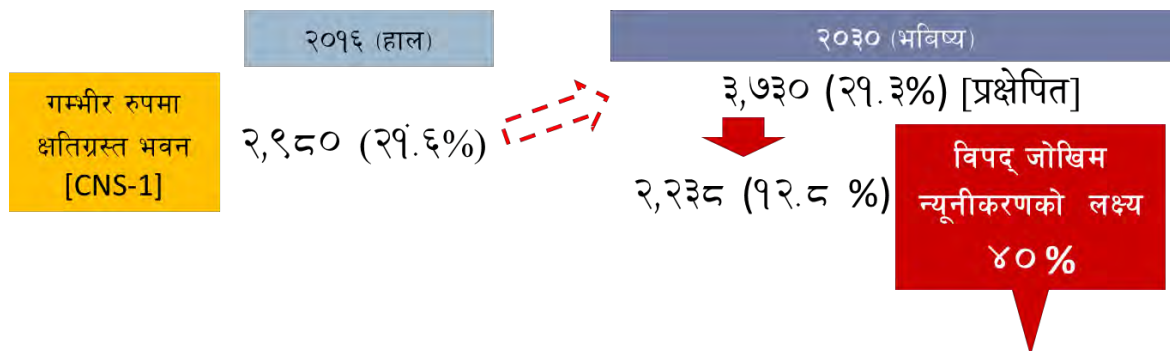 २०१६ (हाल)
२०३० (भबिष्य)
गम्भीर रुपमा
क्षतिग्रस्त भवन
[CNS-1]
२,९८० (२१.६%)
३,७३० (२१.३%) [प्रक्षेपित]
२,२३८ (१२.८ %)
विपद् जोखिम
न्यूनीकरणको लक्ष्य
४०%